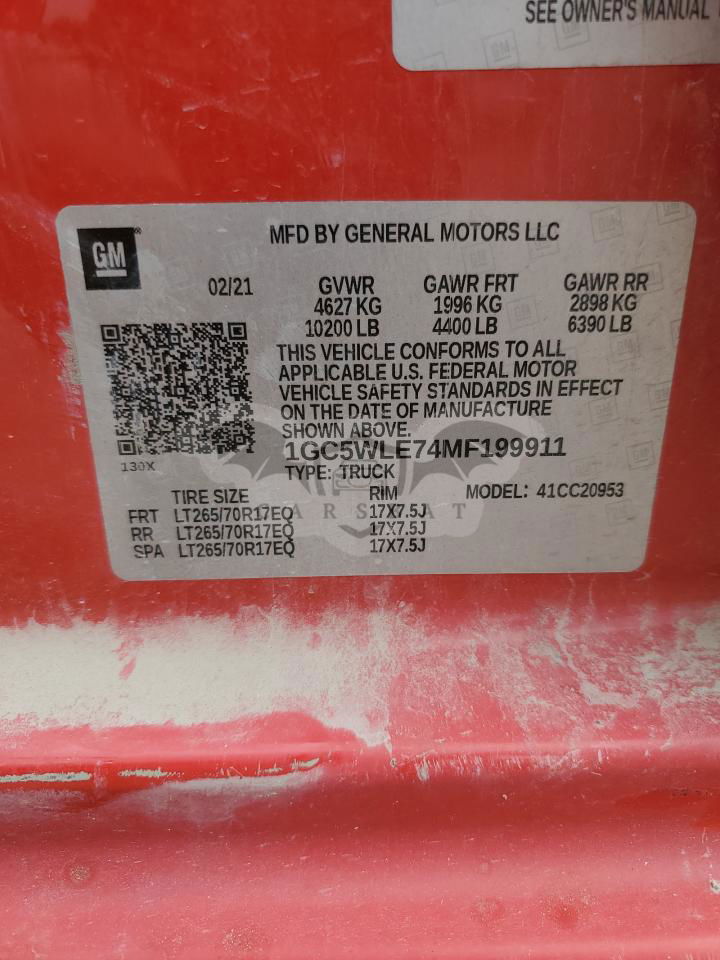 SEE OWNER'S MANUAL
GM
MFD BY GENERAL MOTORS LLC
02/21 GVWR GAWR FRT GAWR RR
4627 KG 1996 KG 2898 KG
10200 LB 4400 LB 6390 LB
THIS VEHICLE CONFORMS TO ALL
APPLICABLE U.S. FEDERAL MOTOR
VEHICLE SAFETY STANDARDS IN EFFECT
ON THE DATE OF MANUFACTURE
SHOWN ABOVE.
1GC5WLE74MF199911
130X
TYPE: TRUCK
TIRE SIZE RIM MODEL: 41CC20953
FRT LT265/70R17EQ 17X7.5J
RR LT265/70R17EQ 17X7.5J
SPA LT265/70R17EQ 17X7.5J